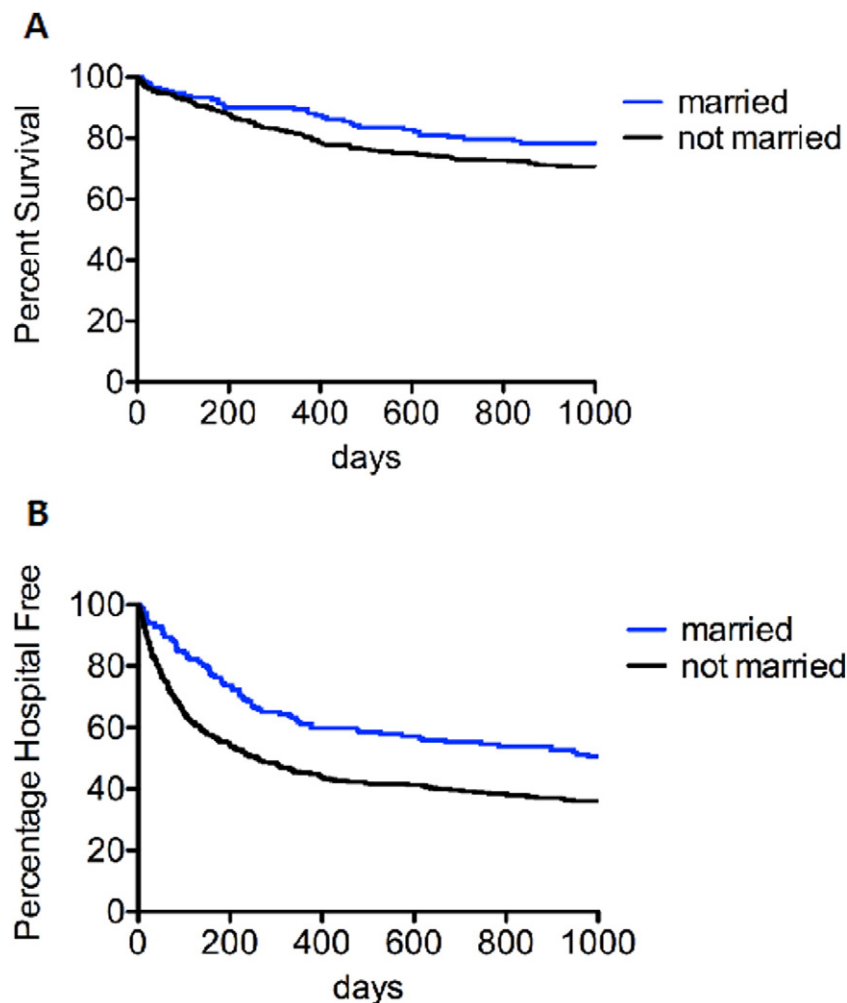 A
Percent Survival
100
80
60
40
20
0
0 200 400 600 800 1000
days
married
not married
B
Percentage Hospital Free
100
80
60
40
20
0
0 200 400 600 800 1000
days
married
not married